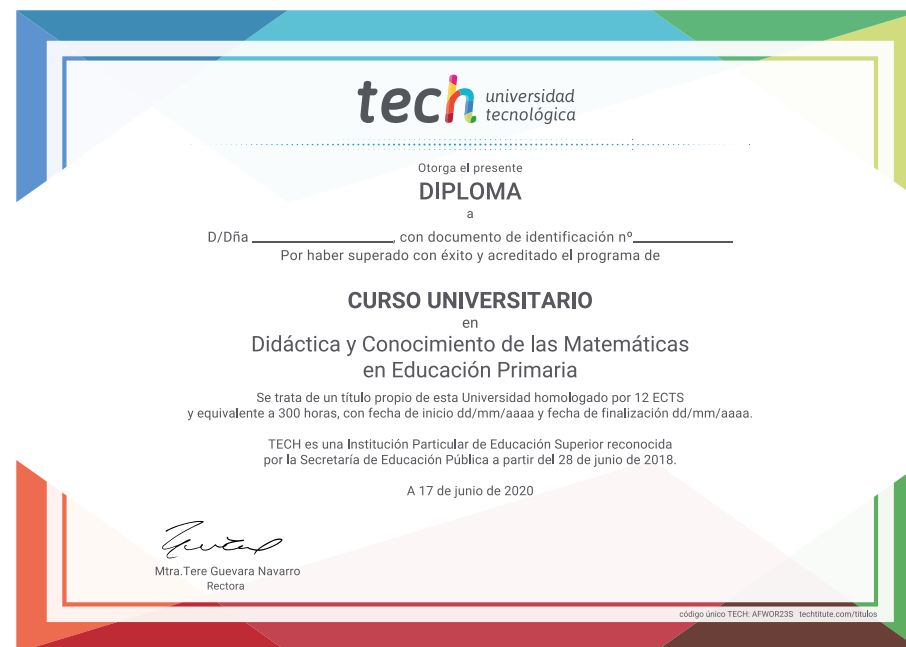 tech universidad
tecnológica
Otorga el presente
DIPLOMA
a
D/Dña ____________________, con documento de identificación nº______________
Por haber superado con éxito y acreditado el programa de
CURSO UNIVERSITARIO
en
Didáctica y Conocimiento de las Matemáticas
en Educación Primaria
Se trata de un título propio de esta Universidad homologado por 12 ECTS
y equivalente a 300 horas, con fecha de inicio dd/mm/aaaa y fecha de finalización dd/mm/aaaa.
TECH es una Institución Particular de Educación Superior reconocida
por la Secretaría de Educación Pública a partir del 28 de junio de 2018.
A 17 de junio de 2020
Mtra.Tere Guevara Navarro
Rectora
código único TECH: AFWOR23S techtitute.com/titulos